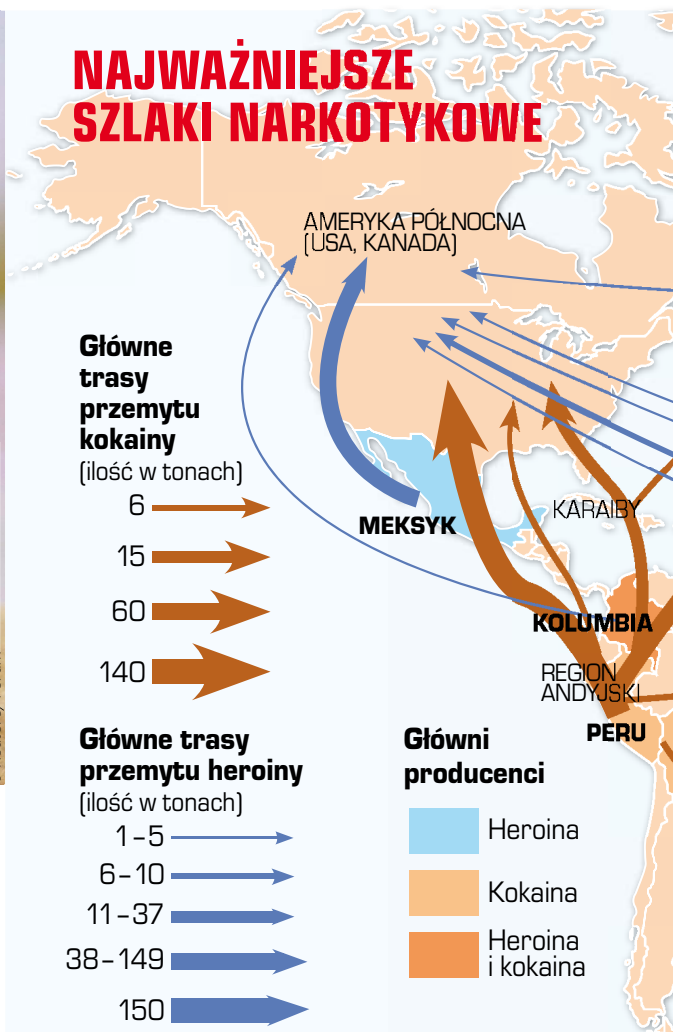 NAJWAŻNIEJSZE
SZLAKI NARKOTYKOWE
AMERYKA PÓŁNOCNA
(USA, KANADA)
Główne
trasy
przemytu
kokainy
(ilość w tonach)
6
15
60
140
MEKSYK
KARAIBY
KOLUMBIA
REGION
ANDYJSKI
PERU
Główne trasy
przemytu heroiny
(ilość w tonach)
1–5
6–10
11–37
38–149
150
Główni
producenci
Heroina
Kokaina
Heroina
i kokaina